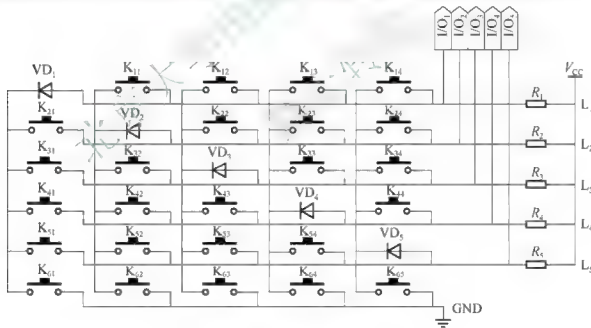 I/O₁ I/O₂ I/O₃ I/O₄ I/O₅
VD₁ K₁₁ K₁₂ K₁₃ K₁₄ V_CC
R₁ L₁
K₂₁ VD₂ K₂₂ K₂₃ K₂₄ R₂ L₂
K₃₁ K₃₂ VD₃ K₃₃ K₃₄ R₃ L₃
K₄₁ K₄₂ K₄₃ VD₄ K₄₄ R₄ L₄
K₅₁ K₅₂ K₅₃ K₅₄ VD₅ R₅ L₅
K₆₁ K₆₂ K₆₃ K₆₄ K₆₅ GND